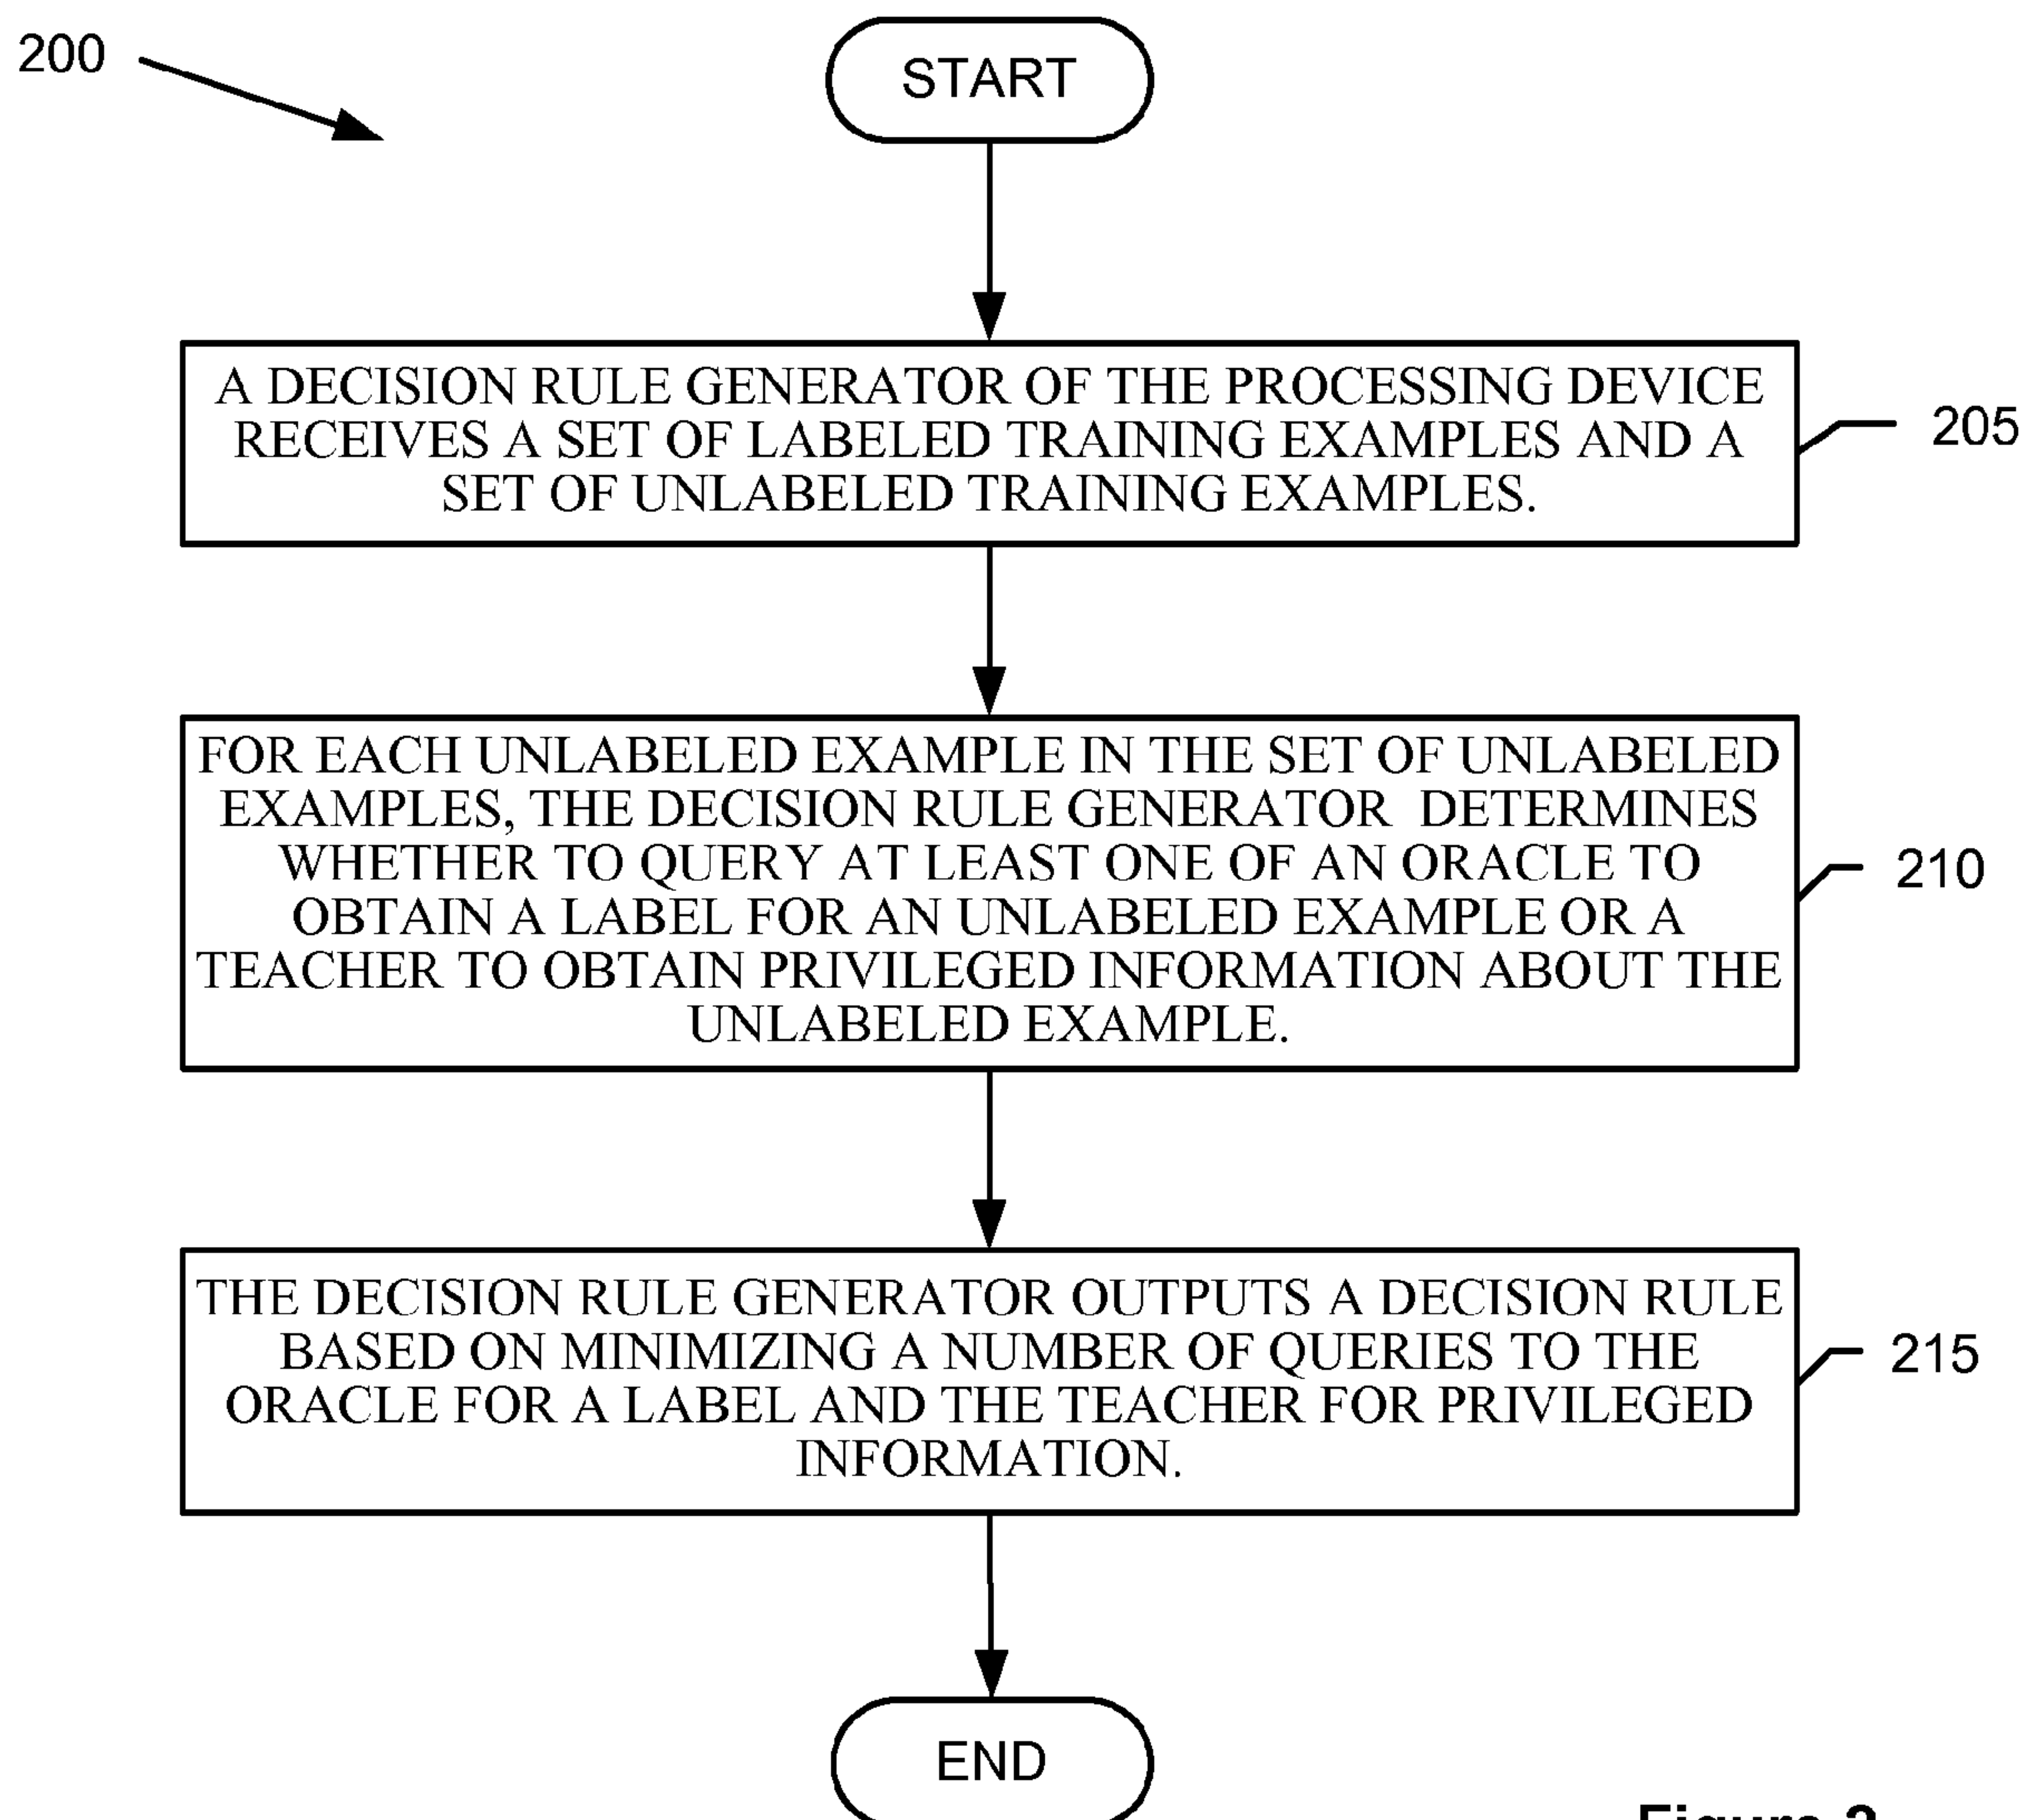 200
START
A DECISION RULE GENERATOR OF THE PROCESSING DEVICE
RECEIVES A SET OF LABELED TRAINING EXAMPLES AND A
SET OF UNLABELED TRAINING EXAMPLES.
205
FOR EACH UNLABELED EXAMPLE IN THE SET OF UNLABELED
EXAMPLES, THE DECISION RULE GENERATOR DETERMINES
WHETHER TO QUERY AT LEAST ONE OF AN ORACLE TO
OBTAIN A LABEL FOR AN UNLABELED EXAMPLE OR A
TEACHER TO OBTAIN PRIVILEGED INFORMATION ABOUT THE
UNLABELED EXAMPLE.
210
THE DECISION RULE GENERATOR OUTPUTS A DECISION RULE
BASED ON MINIMIZING A NUMBER OF QUERIES TO THE
ORACLE FOR A LABEL AND THE TEACHER FOR PRIVILEGED
INFORMATION.
215
END
Figure